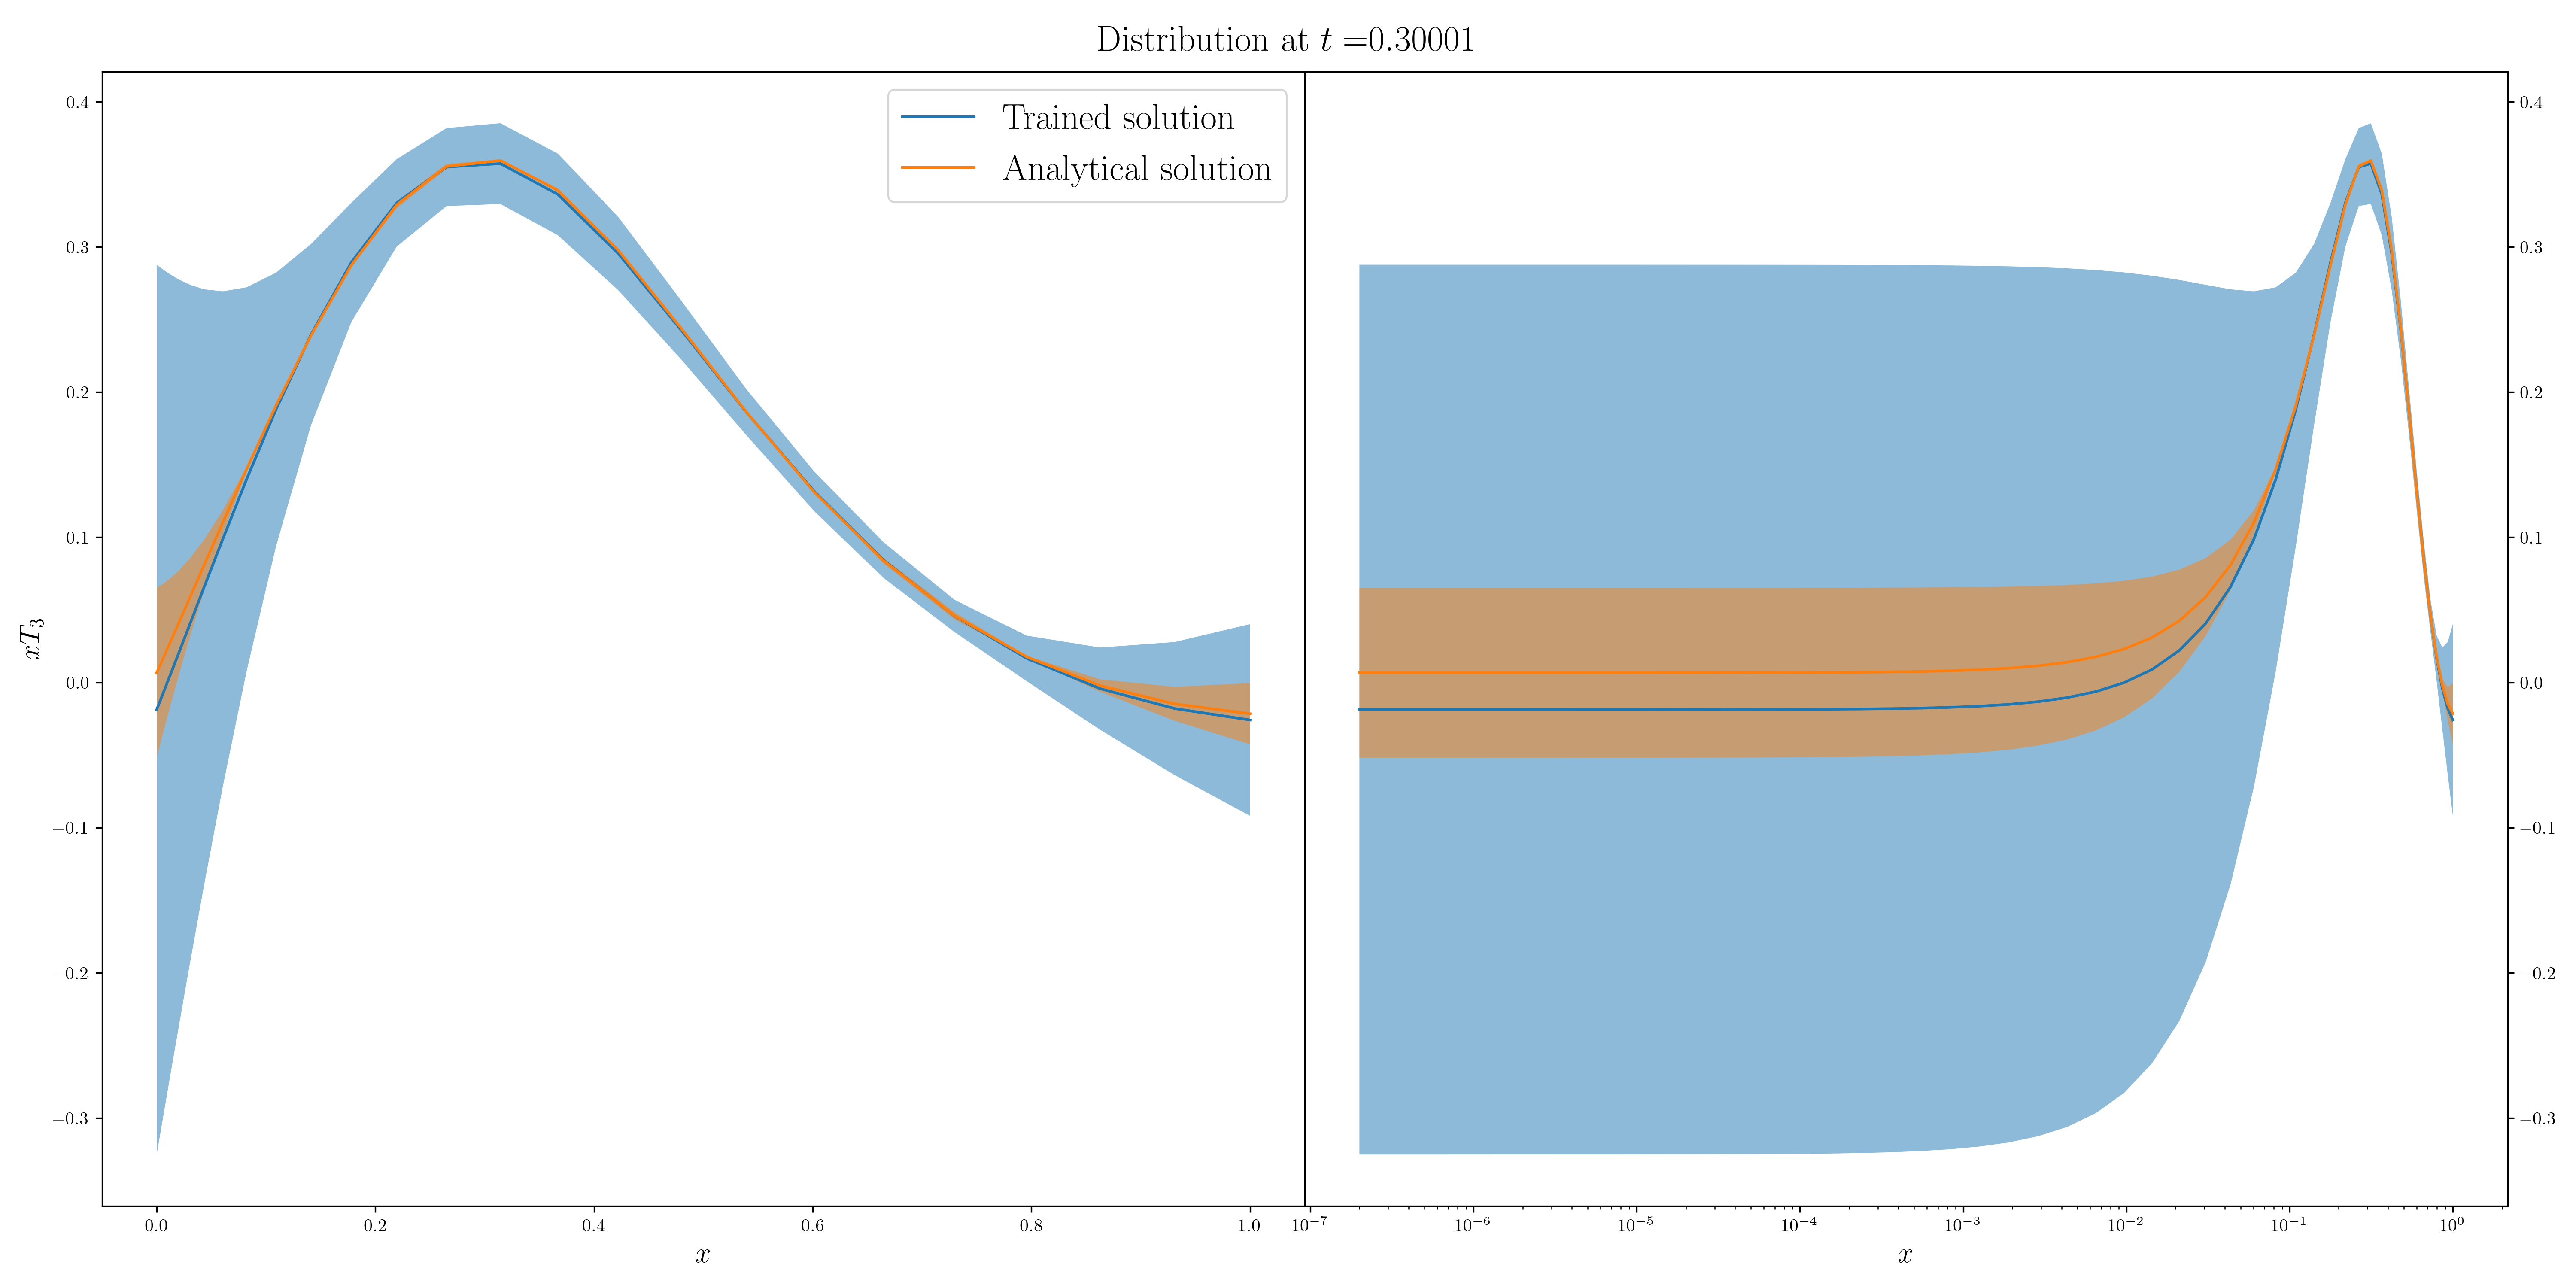 Distribution at t =0.30001
Trained solution
Analytical solution
xT₃
0.4
0.3
0.2
0.1
0.0
−0.1
−0.2
−0.3
0.4
0.3
0.2
0.1
0.0
−0.1
−0.2
−0.3
0.0 0.2 0.4 0.6 0.8 1.0
10⁻⁷ 10⁻⁶ 10⁻⁵ 10⁻⁴ 10⁻³ 10⁻² 10⁻¹ 10⁰
x
x